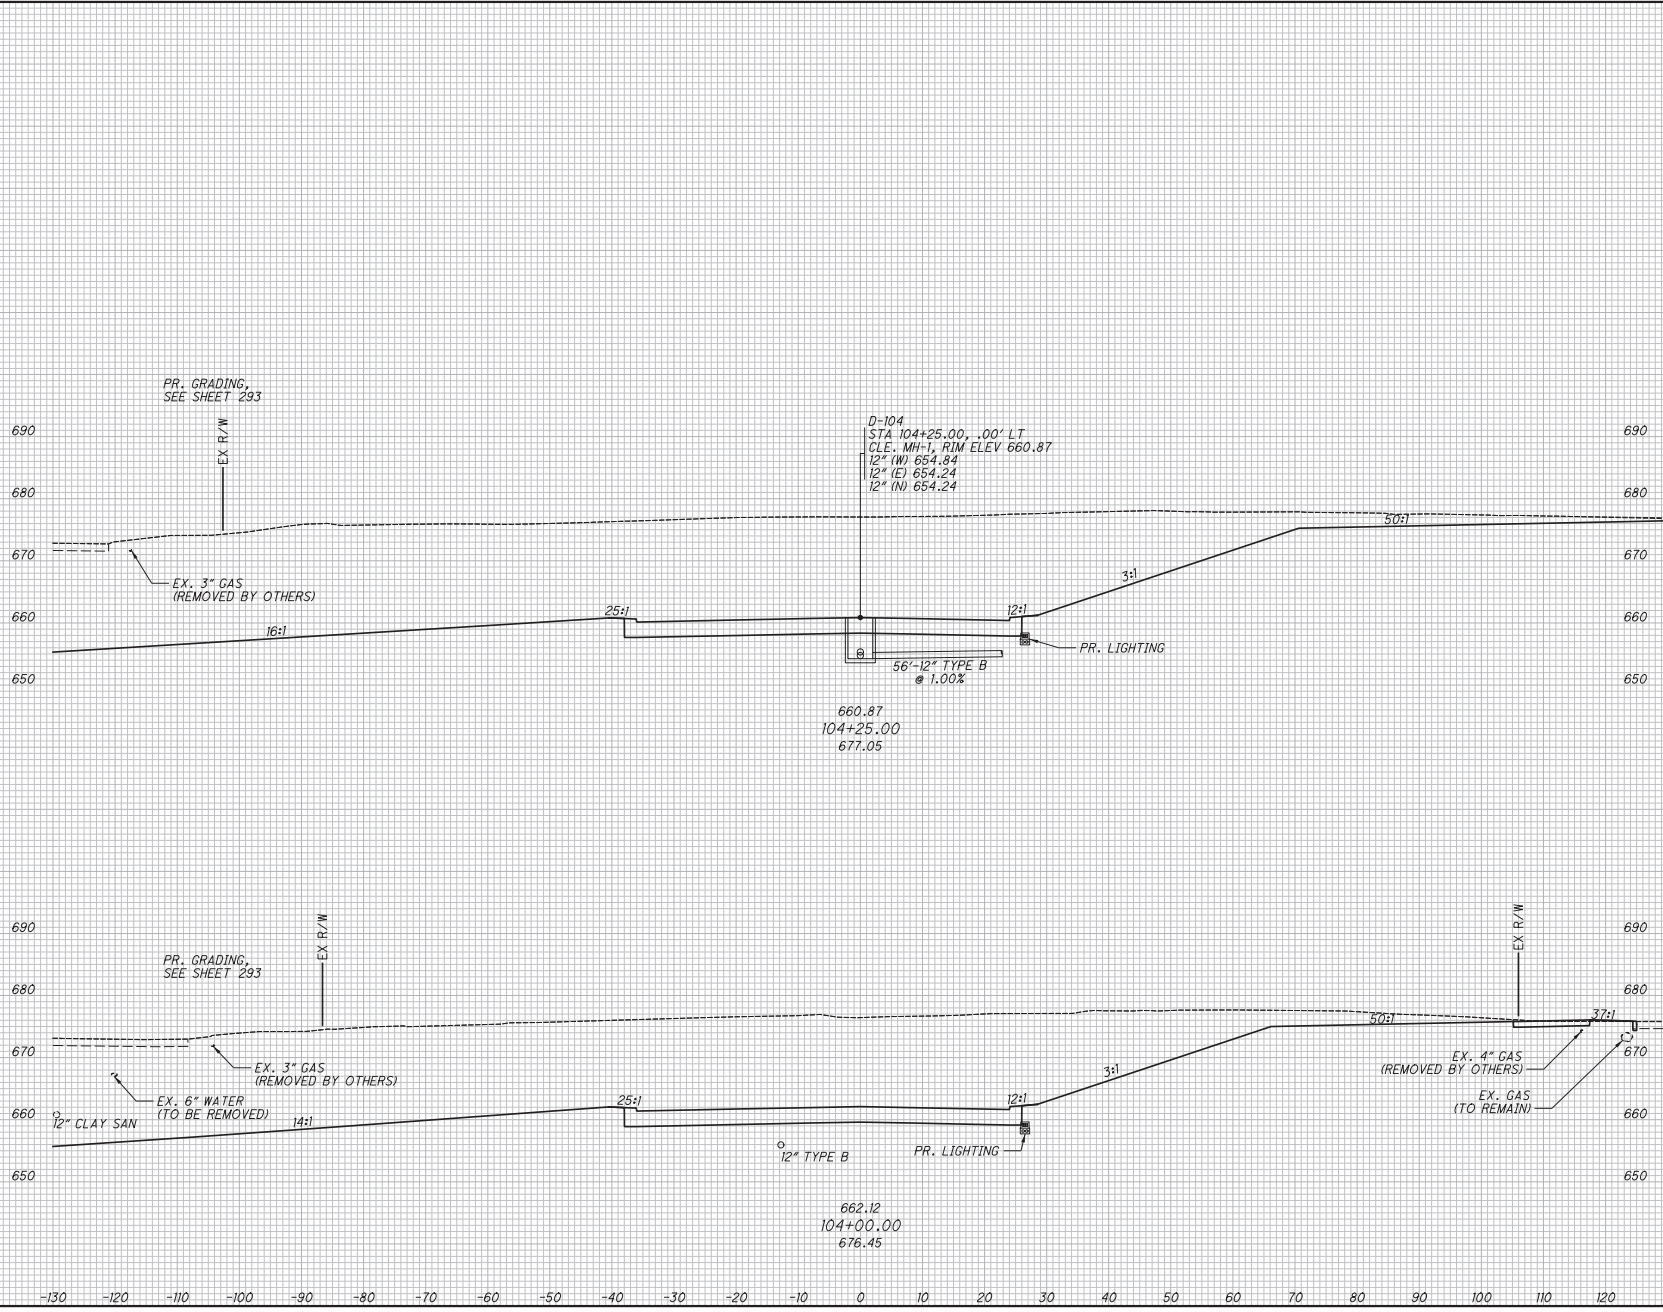 PR. GRADING,
SEE SHEET 293
EX R/W
D-104
STA 104+25.00, .00' LT
CLE. MH-1, RIM ELEV 660.87
12" (W) 654.84
12" (E) 654.24
12" (N) 654.24
690
690
680
680
50:1
670
670
3:1
EX. 3" GAS
(REMOVED BY OTHERS)
25:1
12:1
660
660
16:1
PR. LIGHTING
56'-12" TYPE B
@ 1.00%
650
650
660.87
104+25.00
677.05
EX R/W
EX R/W
690
690
PR. GRADING,
SEE SHEET 293
680
680
50:1
37:1
670
670
EX. 3" GAS
(REMOVED BY OTHERS)
3:1
EX. 4" GAS
(REMOVED BY OTHERS)
EX. 6" WATER
(TO BE REMOVED)
25:1
12:1
EX. GAS
(TO REMAIN)
660
660
12" CLAY SAN
14:1
12" TYPE B
PR. LIGHTING
650
650
662.12
104+00.00
676.45
-130 -120 -110 -100 -90 -80 -70 -60 -50 -40 -30 -20 -10 0 10 20 30 40 50 60 70 80 90 100 110 120